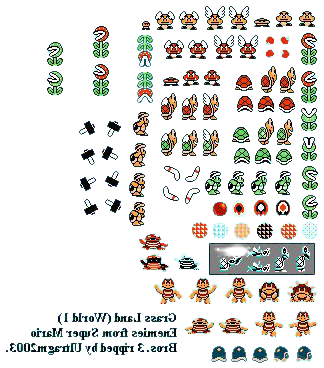 Grass Land (World 1)
Enemies from Super Mario
Bros. 3 ripped by Ultragm2003.